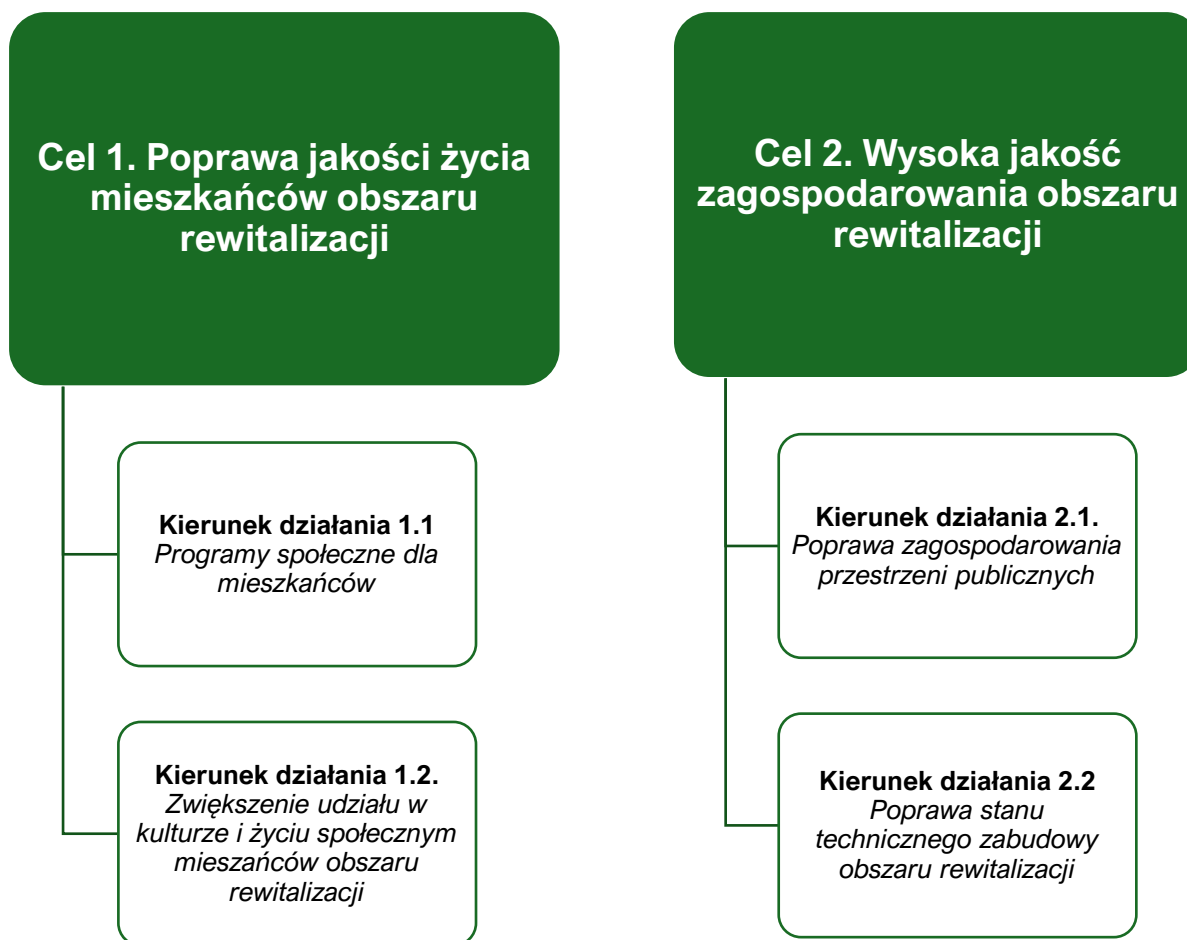 Cel 1. Poprawa jakości życia
mieszkańców obszaru
rewitalizacji
Kierunek działania 1.1
Programy społeczne dla
mieszkańców
Kierunek działania 1.2.
Zwiększenie udziału w
kulturze i życiu społecznym
mieszańców obszaru
rewitalizacji
Cel 2. Wysoka jakość
zagospodarowania obszaru
rewitalizacji
Kierunek działania 2.1.
Poprawa zagospodarowania
przestrzeni publicznych
Kierunek działania 2.2
Poprawa stanu
technicznego zabudowy
obszaru rewitalizacji